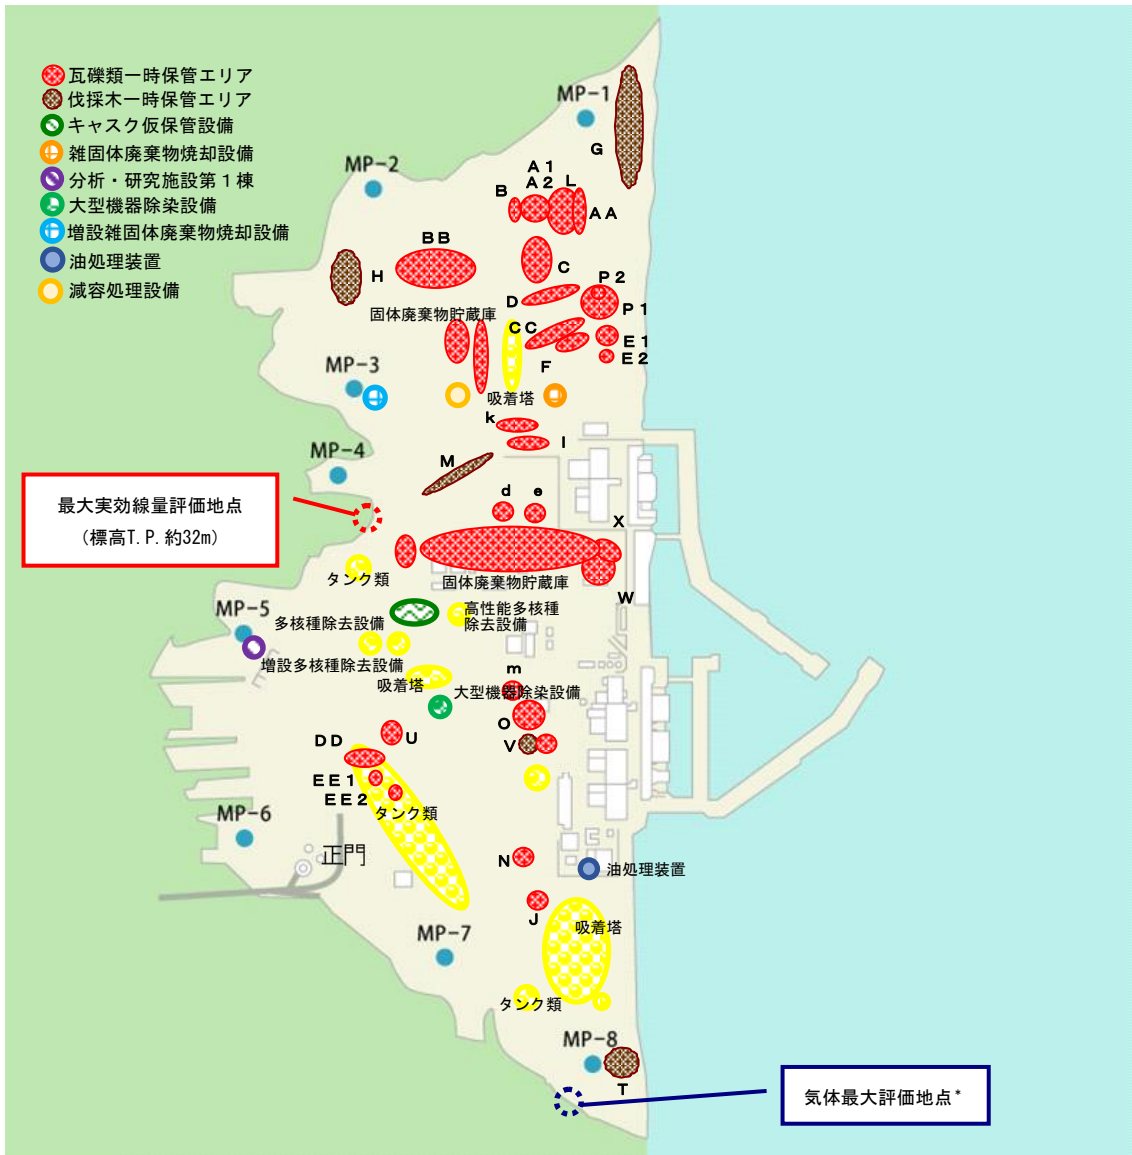 瓦礫類一時保管エリア
伐採木一時保管エリア
キャスク仮保管設備
雑固体廃棄物焼却設備
分析・研究施設第１棟
大型機器除染設備
増設雑固体廃棄物焼却設備
油処理装置
減容処理設備
MP-1
G
MP-2
A1
A2
L
B
AA
BB
H
C
P2
D
P1
固体廃棄物貯蔵庫
CC
E1
E2
F
MP-3
吸着塔
k
l
MP-4
M
最大実効線量評価地点
(標高T.P.約32m)
d
e
X
タンク類
固体廃棄物貯蔵庫
W
MP-5
高性能多核種
除去設備
多核種除去設備
増設多核種除去設備
吸着塔
m
大型機器除染設備
O
U
V
DD
EE1
EE2
タンク類
MP-6
正門
N
油処理装置
J
吸着塔
MP-7
タンク類
MP-8
T
気体最大評価地点*